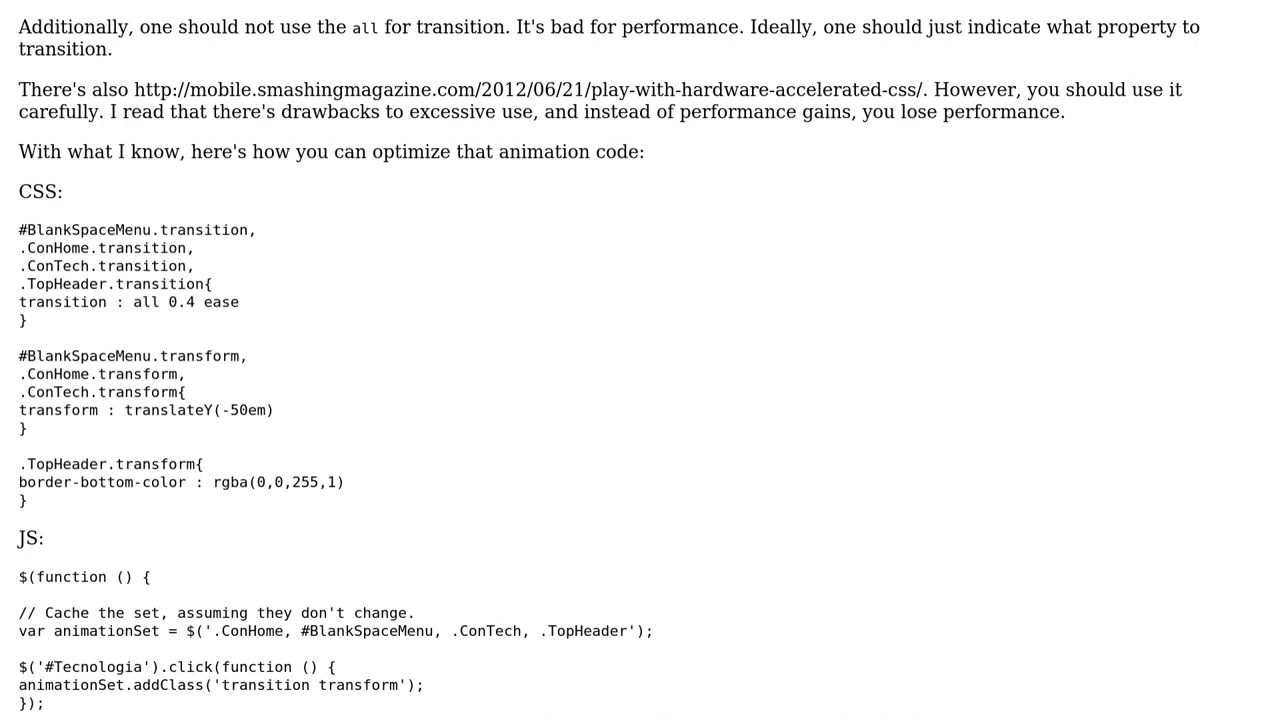 Additionally, one should not use the all for transition. It's bad for performance. Ideally, one should just indicate what property to
transition.
There's also http://mobile.smashingmagazine.com/2012/06/21/play-with-hardware-accelerated-css/. However, you should use it
carefully. I read that there's drawbacks to excessive use, and instead of performance gains, you lose performance.
With what I know, here's how you can optimize that animation code:
CSS:
#BlankSpaceMenu.transition,
.ConHome.transition,
.ConTech.transition,
.TopHeader.transition{
transition : all 0.4 ease
}
#BlankSpaceMenu.transform,
.ConHome.transform,
.ConTech.transform{
transform : translateY(-50em)
}
.TopHeader.transform{
border-bottom-color : rgba(0,0,255,1)
}
JS:
$(function () {
// Cache the set, assuming they don't change.
var animationSet = $('.ConHome, #BlankSpaceMenu, .ConTech, .TopHeader');
$('#Tecnologia').click(function () {
animationSet.addClass('transition transform');
});